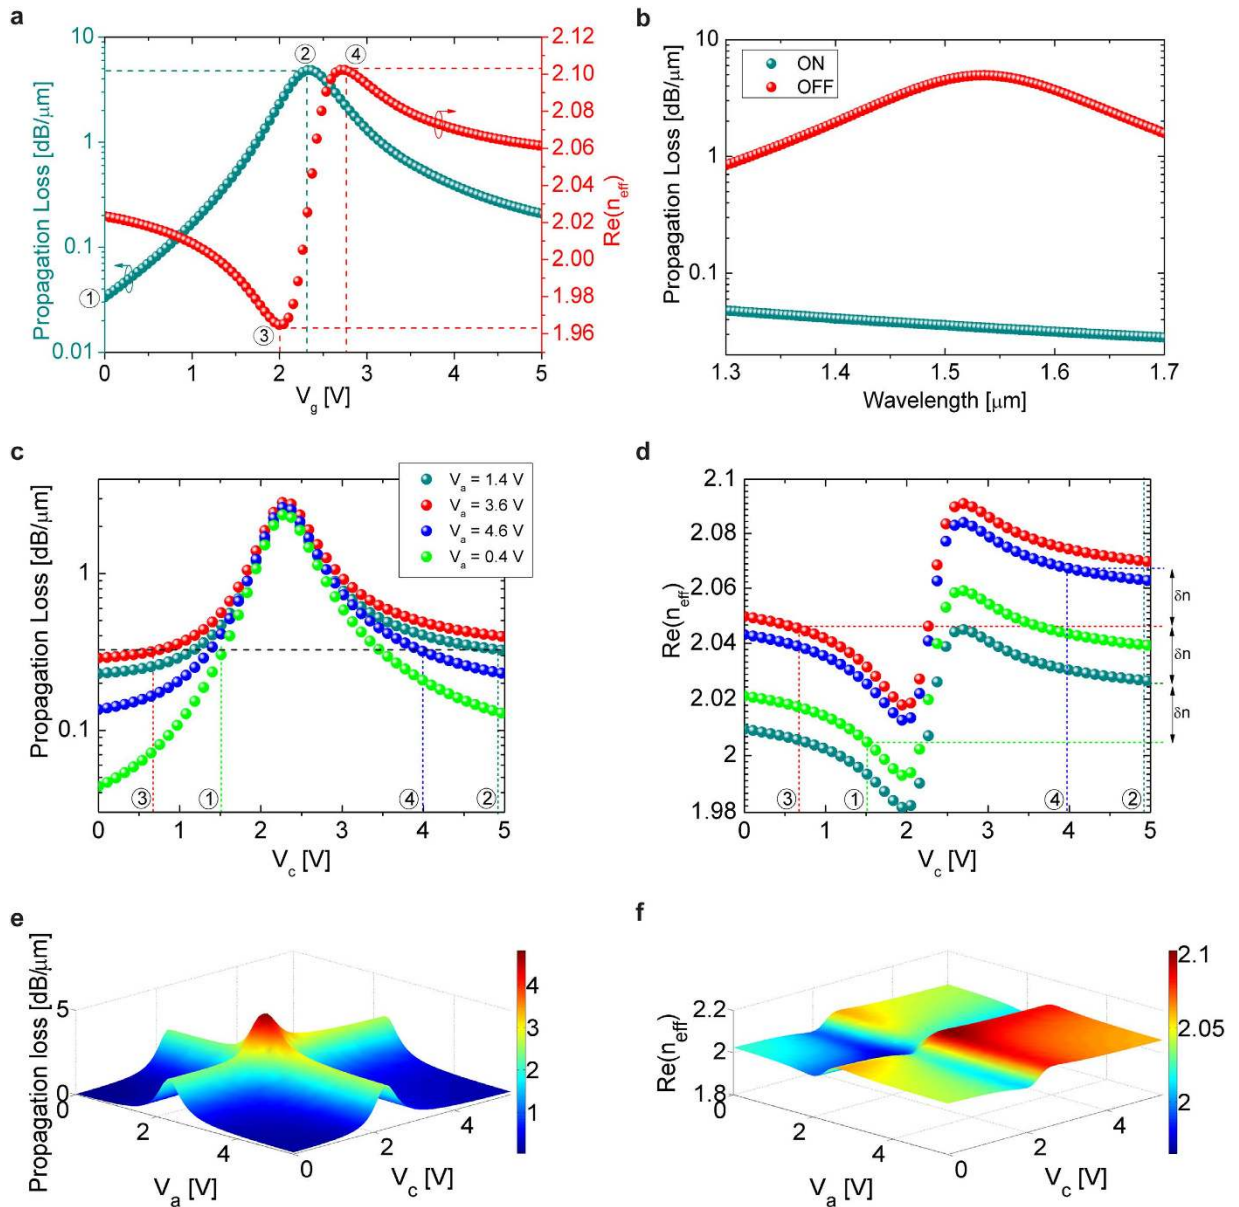 a
Propagation Loss [dB/μm]
10
1
0.1
0.01
①
②
③
④
2.12
2.10
2.08
2.06
2.04
2.02
2.00
1.98
1.96
Re(n_eff)
0 1 2 3 4 5
V_g [V]
b
Propagation Loss [dB/μm]
10
1
0.1
ON
OFF
1.3 1.4 1.5 1.6 1.7
Wavelength [μm]
c
Propagation Loss [dB/μm]
1
0.1
V_a = 1.4 V
V_a = 3.6 V
V_a = 4.6 V
V_a = 0.4 V
③ ① ④ ②
0 1 2 3 4 5
V_c [V]
d
Re(n_eff)
2.1
2.08
2.06
2.04
2.02
2
1.98
δn
δn
δn
③ ① ④ ②
0 1 2 3 4 5
V_c [V]
e
Propagation loss [dB/μm]
5
0
0 2 4
V_a [V]
0 2 4
V_c [V]
4
3
2
1
f
Re(n_eff)
2.2
2
1.8
0 2 4
V_a [V]
0 2 4
V_c [V]
2.1
2.05
2